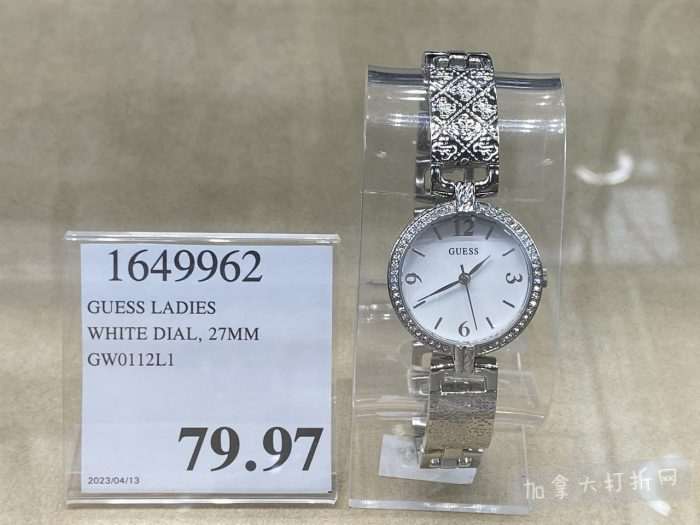 1649962
GUESS LADIES
WHITE DIAL, 27MM
GW0112L1
79.97
2023/04/13
12
GUESS
9
3
6
加拿大打折网